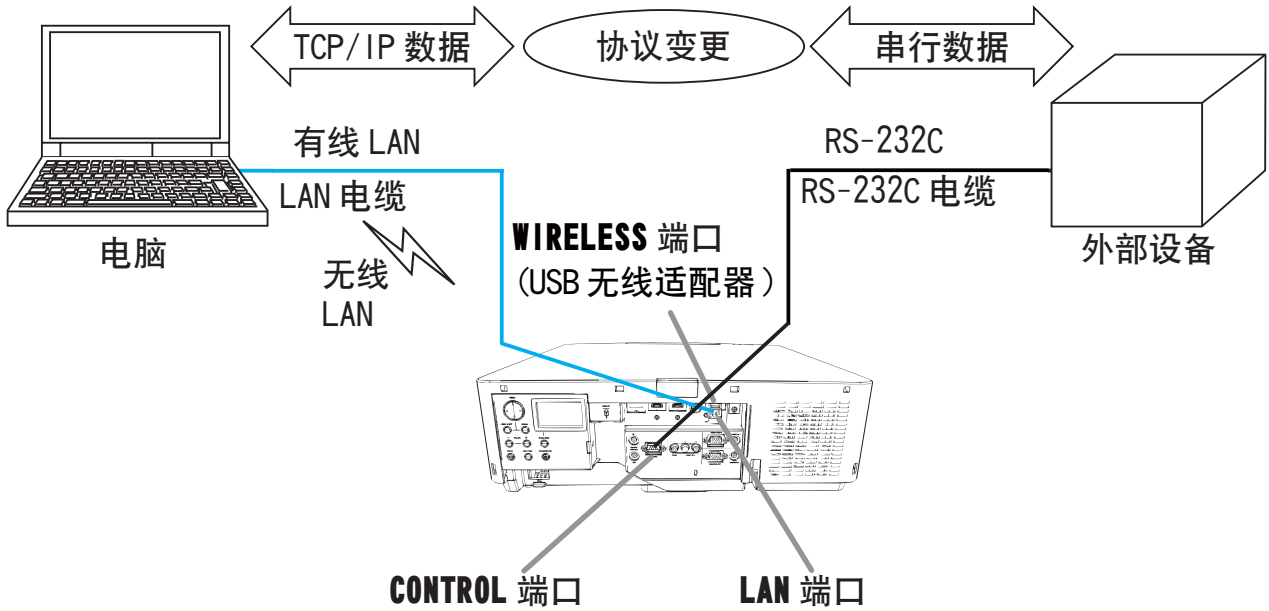 TCP/IP 数据
协议变更
串行数据
有线 LAN
LAN 电缆
电脑
无线
LAN
WIRELESS 端口
(USB 无线适配器)
RS-232C
RS-232C 电缆
外部设备
CONTROL 端口
LAN 端口